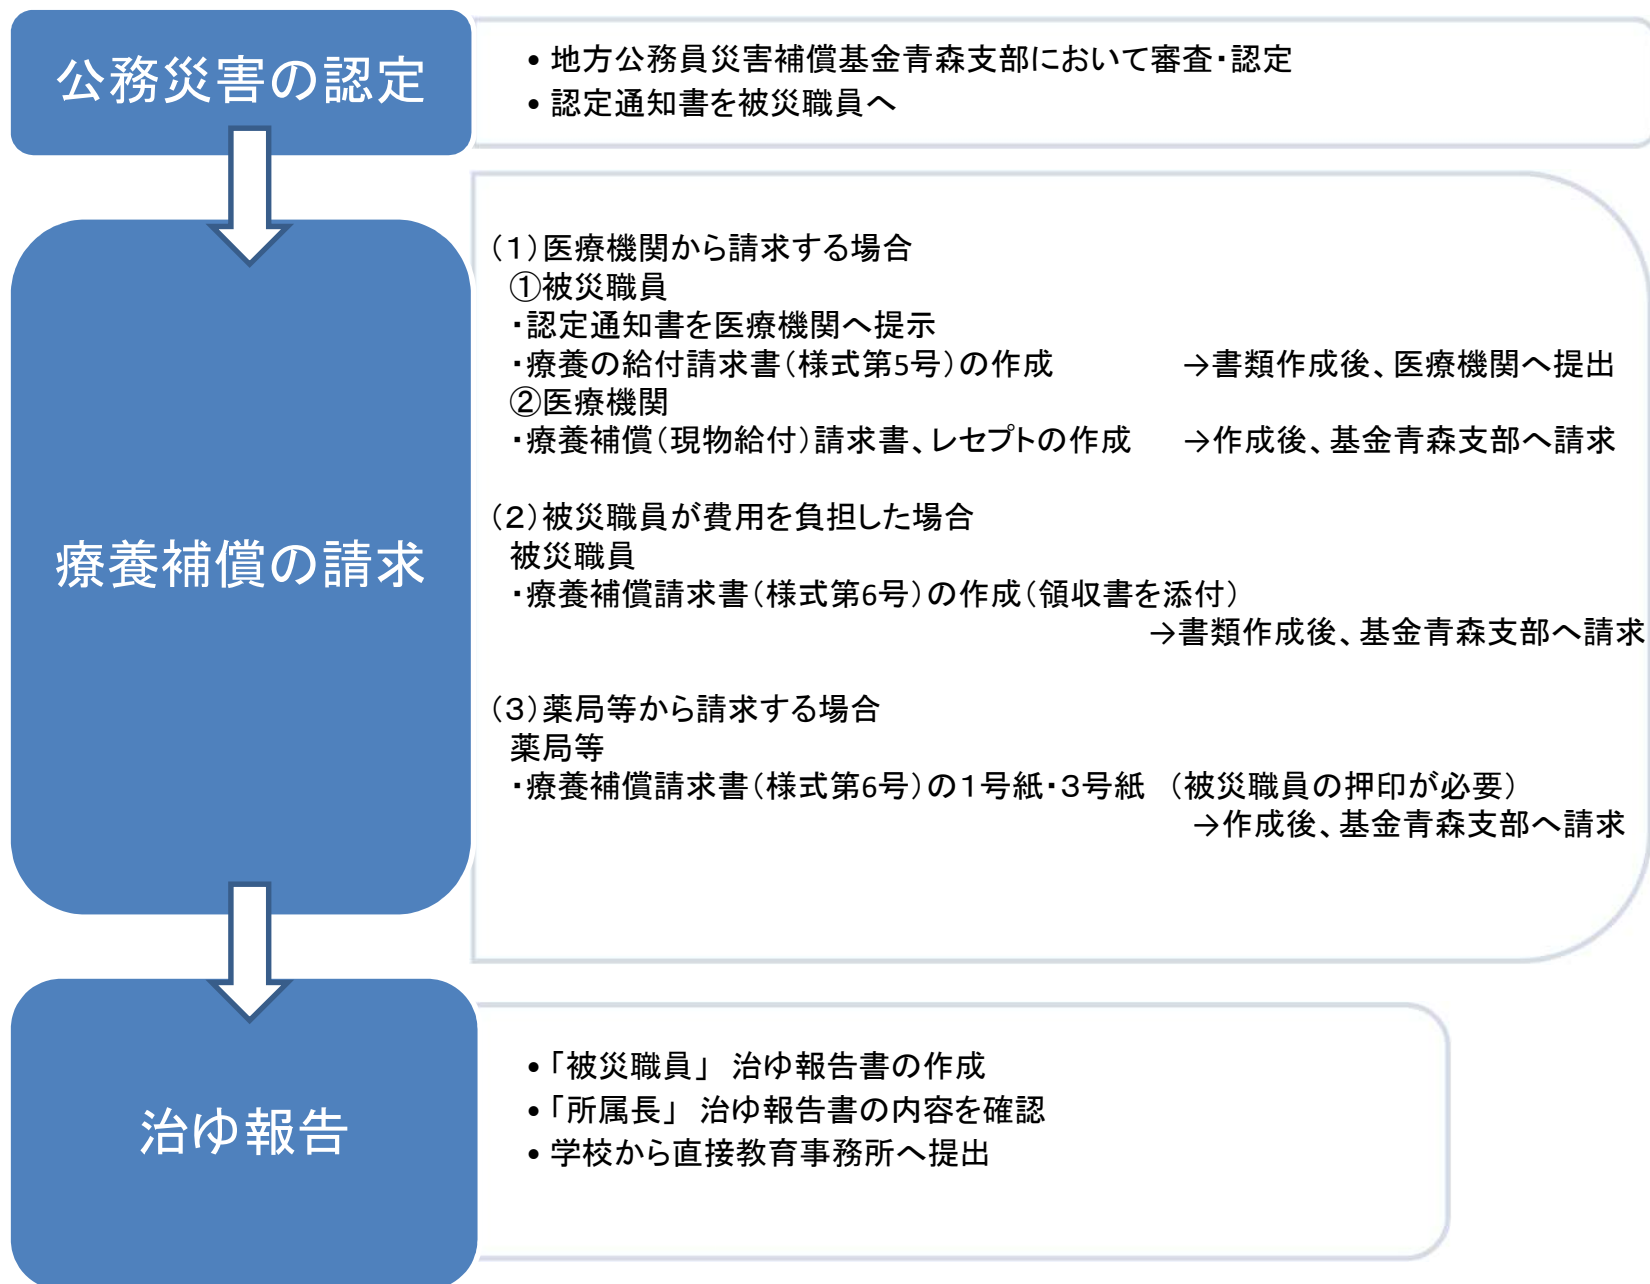 公務災害の認定
• 地方公務員災害補償基金青森支部において審査・認定
• 認定通知書を被災職員へ
療養補償の請求
（１）医療機関から請求する場合
①被災職員
・認定通知書を医療機関へ提示
・療養の給付請求書（様式第5号）の作成　→書類作成後、医療機関へ提出
②医療機関
・療養補償（現物給付）請求書、レセプトの作成　→作成後、基金青森支部へ請求
（２）被災職員が費用を負担した場合
被災職員
・療養補償請求書（様式第6号）の作成（領収書を添付）
→書類作成後、基金青森支部へ請求
（３）薬局等から請求する場合
薬局等
・療養補償請求書（様式第6号）の１号紙・３号紙　（被災職員の押印が必要）
→作成後、基金青森支部へ請求
治ゆ報告
• 「被災職員」 治ゆ報告書の作成
• 「所属長」 治ゆ報告書の内容を確認
• 学校から直接教育事務所へ提出